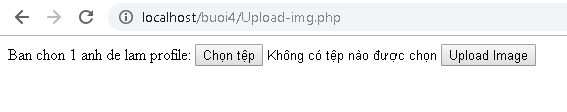 localhost/buoi4/Upload-img.php
Ban chon 1 anh de lam profile: Chọn tệp Không có tệp nào được chọn Upload Image